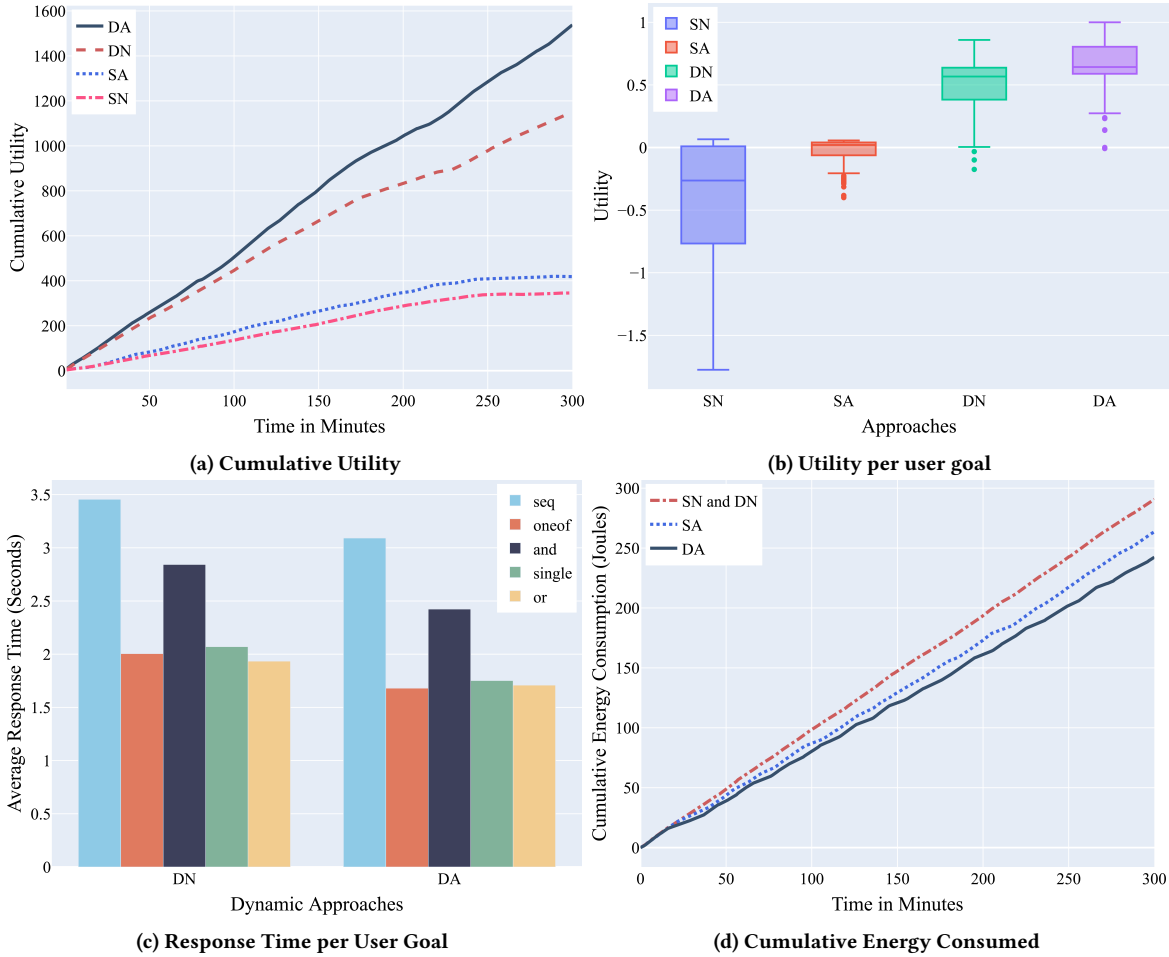 1600
1400
1200
1000
800
600
400
200
0
Cumulative Utility
DA
DN
SA
SN
50
100
150
200
250
300
Time in Minutes
(a) Cumulative Utility
1
0.5
0
−0.5
−1
−1.5
Utility
SN
SA
DN
DA
SN
SA
DN
DA
Approaches
(b) Utility per user goal
3.5
3
2.5
2
1.5
1
0.5
0
Average Response Time (Seconds)
seq
oneof
and
single
or
DN
DA
Dynamic Approaches
(c) Response Time per User Goal
300
250
200
150
100
50
0
Cumulative Energy Consumption (Joules)
SN and DN
SA
DA
0
50
100
150
200
250
300
Time in Minutes
(d) Cumulative Energy Consumed